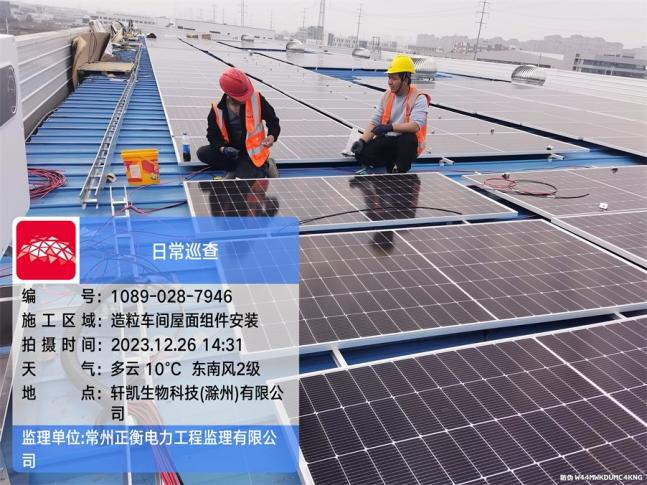 日常巡查
编 号：1089-028-7946
施工区域：造粒车间屋面组件安装
拍摄时间：2023.12.26 14:31
天 气：多云 10℃ 东南风2级
地 点：轩凯生物科技(滁州)有限公
司
监理单位:常州正衡电力工程监理有限公
司
防伪 W44MWKDUMC4KNG